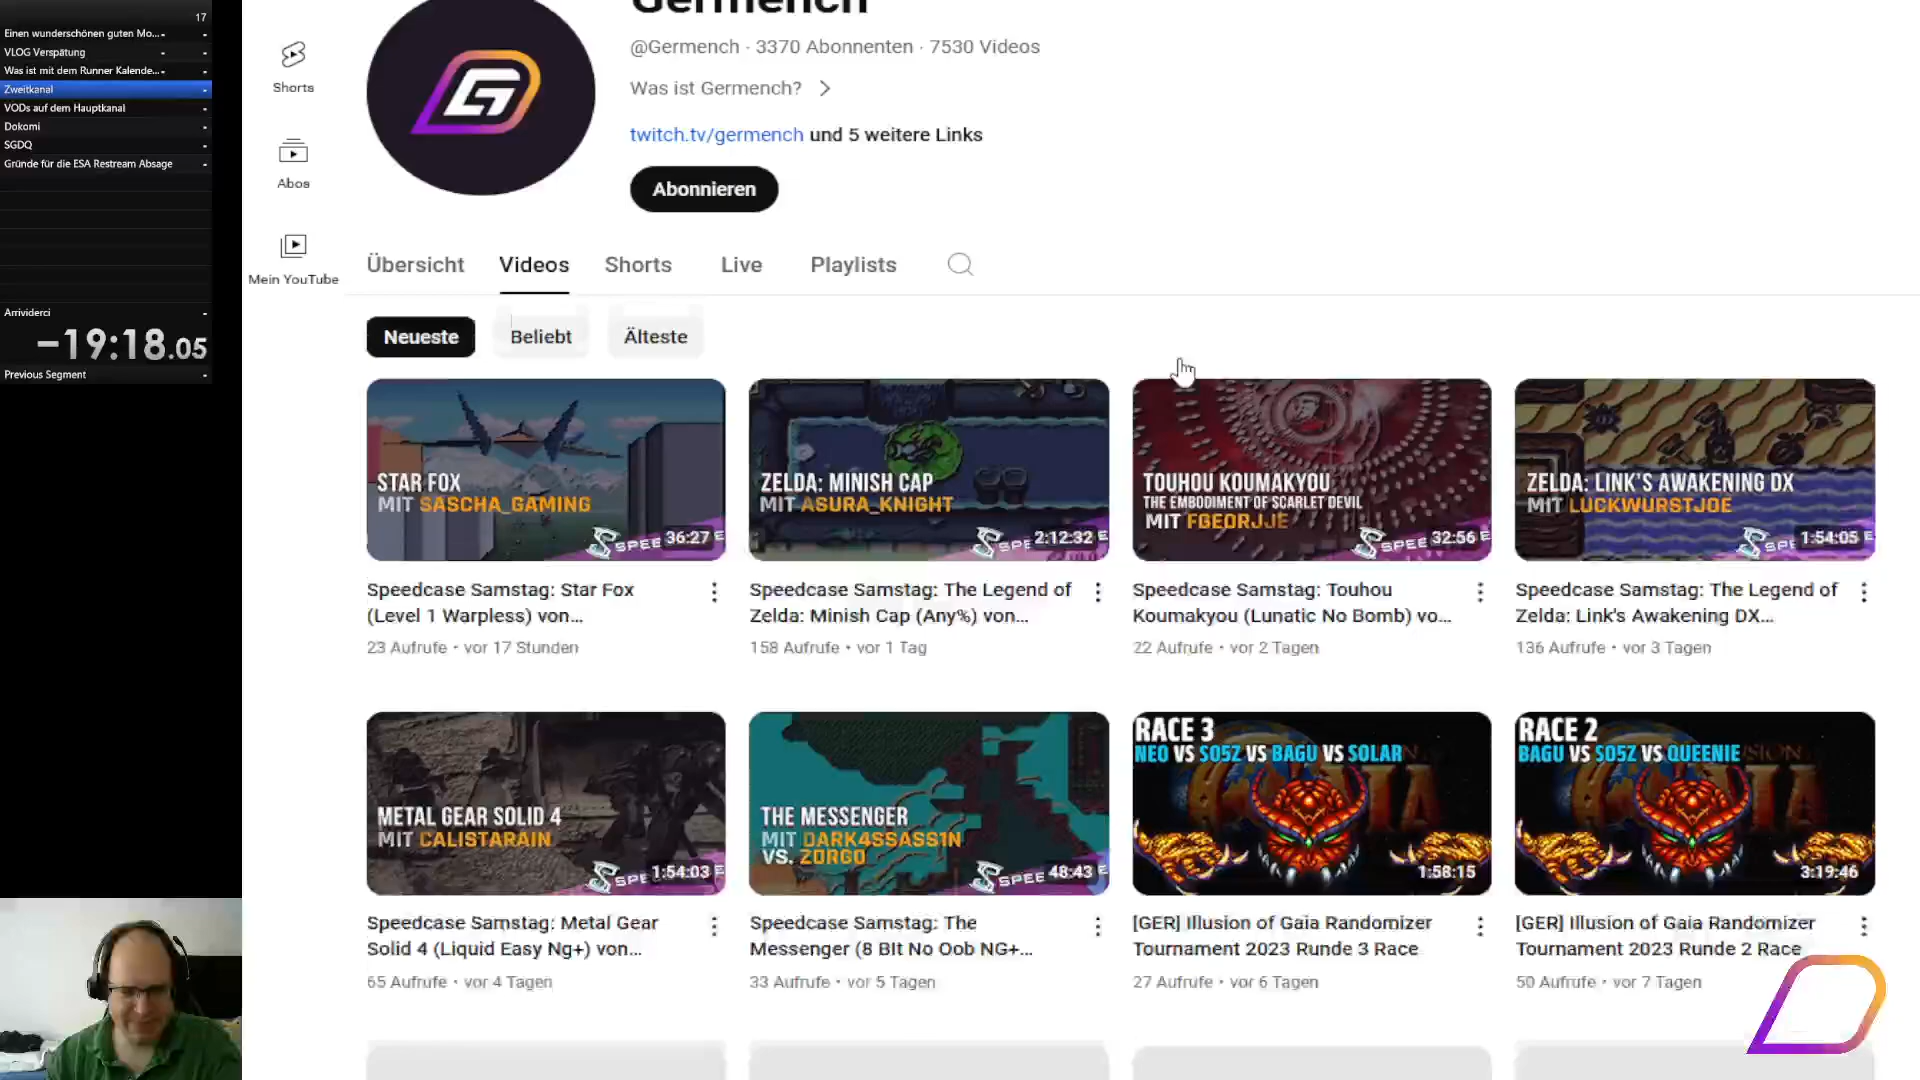 17
Einen wunderschönen guten Mo...
VLOG Verspätung
Was ist mit dem Runner Kalende...
Zweitkanal
VODs auf dem Hauptkanal
Dokomi
SGDQ
Gründe für die ESA Restream Absage
Arrividerci
-19:18.05
Previous Segment
Shorts
Abos
Mein YouTube
Germench
@Germench · 3370 Abonnenten · 7530 Videos
Was ist Germench?
twitch.tv/germench und 5 weitere Links
Abonnieren
Übersicht Videos Shorts Live Playlists
Neueste Beliebt Älteste
STAR FOX
MIT SASCHA_GAMING
36:27
Speedcase Samstag: Star Fox
(Level 1 Warpless) von...
23 Aufrufe • vor 17 Stunden
ZELDA: MINISH CAP
MIT ASURA_KNIGHT
2:12:32
Speedcase Samstag: The Legend of
Zelda: Minish Cap (Any%) von...
158 Aufrufe • vor 1 Tag
TOUHOU KOUMAKYOU
THE EMBODIMENT OF SCARLET DEVIL
MIT FGEORJJE
32:56
Speedcase Samstag: Touhou
Koumakyou (Lunatic No Bomb) vo...
22 Aufrufe • vor 2 Tagen
ZELDA: LINK'S AWAKENING DX
MIT LUCKWURSTJOE
1:54:05
Speedcase Samstag: The Legend of
Zelda: Link's Awakening DX...
136 Aufrufe • vor 3 Tagen
METAL GEAR SOLID 4
MIT CALISTARAIN
1:54:03
Speedcase Samstag: Metal Gear
Solid 4 (Liquid Easy Ng+) von...
65 Aufrufe • vor 4 Tagen
THE MESSENGER
MIT DARK4SSASS1N
VS. ZORGO
48:43
Speedcase Samstag: The
Messenger (8 BIt No Oob NG+...
33 Aufrufe • vor 5 Tagen
RACE 3
NEO VS SO5Z VS BAGU VS SOLAR
1:58:15
[GER] Illusion of Gaia Randomizer
Tournament 2023 Runde 3 Race
27 Aufrufe • vor 6 Tagen
RACE 2
BAGU VS SO5Z VS QUEENIE
3:19:46
[GER] Illusion of Gaia Randomizer
Tournament 2023 Runde 2 Race
50 Aufrufe • vor 7 Tagen